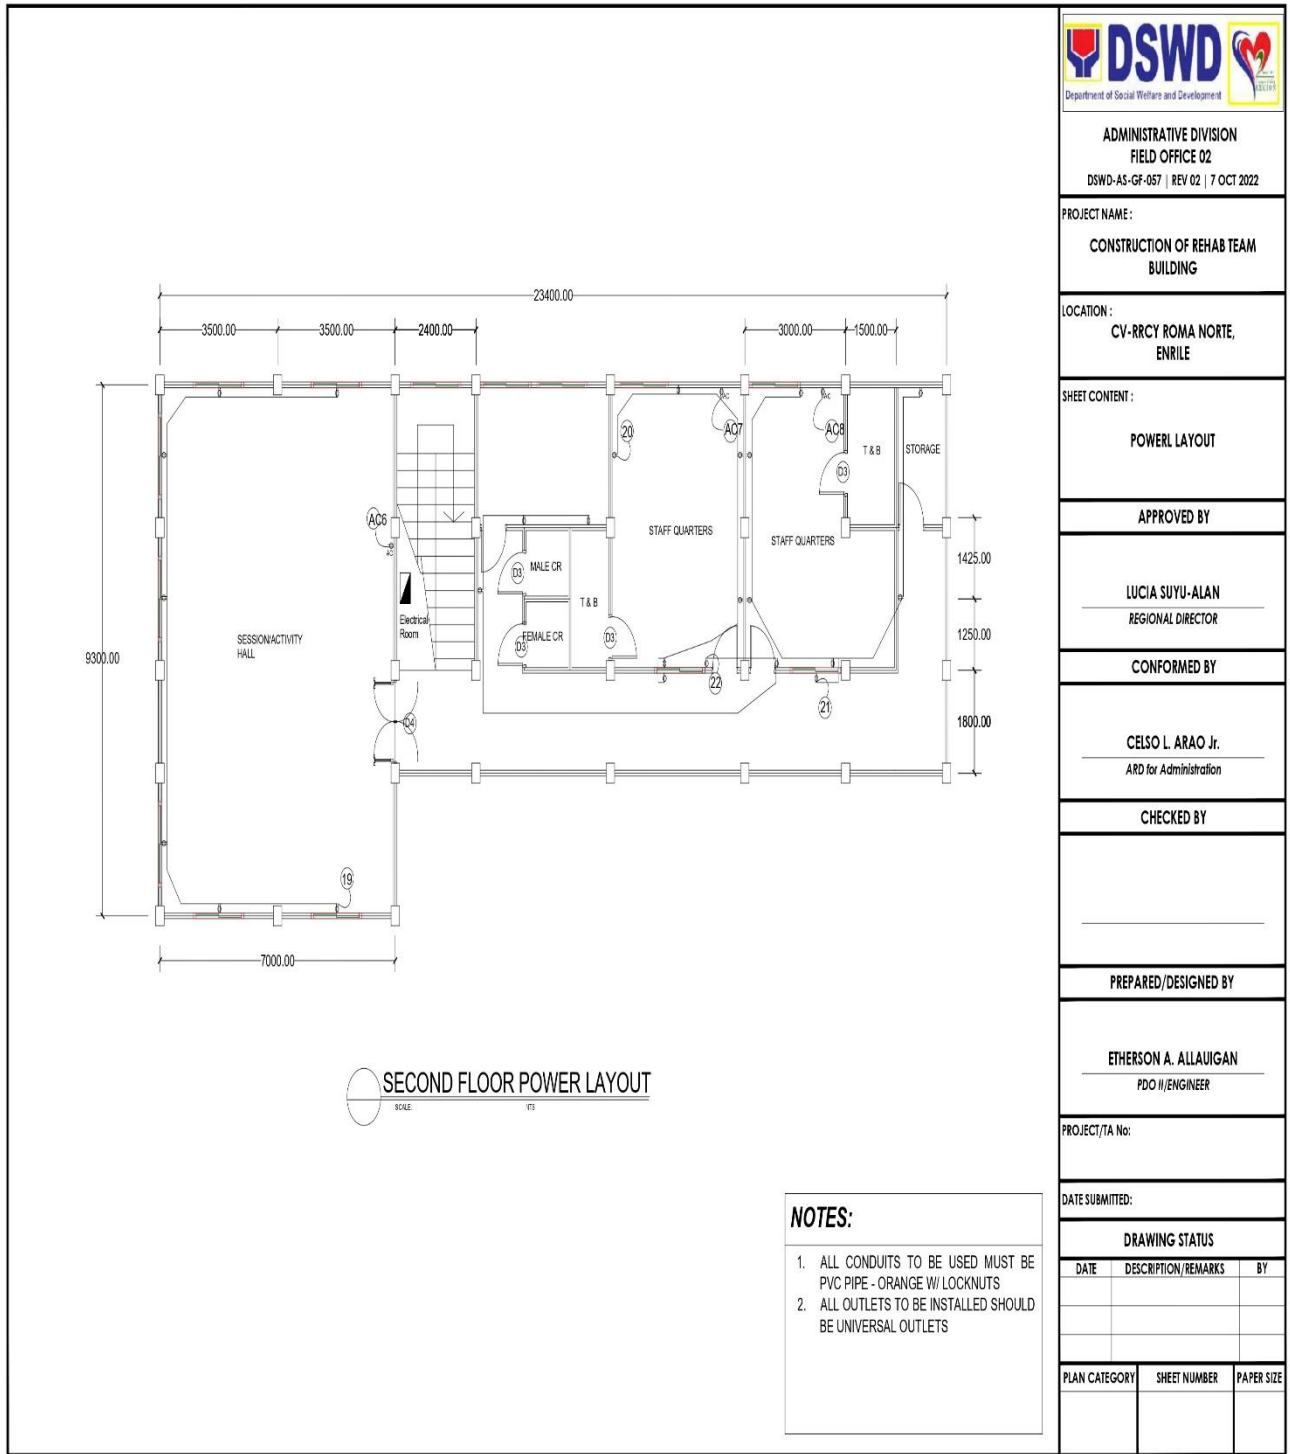 23400.00
3500.00
3500.00
2400.00
3000.00
1500.00
AC7
AC
AC8
AC
20
T & B
STORAGE
D3
AC6
AC
STAFF QUARTERS
STAFF QUARTERS
1425.00
MALE CR
D3
T & B
Electrical
Room
SESSION/ACTIVITY
HALL
FEMALE CR
D3
D3
1250.00
9300.00
22
21
D4
1800.00
19
7000.00
SECOND FLOOR POWER LAYOUT
SCALE:
NTS
NOTES:
1. ALL CONDUITS TO BE USED MUST BE
PVC PIPE - ORANGE W/ LOCKNUTS
2. ALL OUTLETS TO BE INSTALLED SHOULD
BE UNIVERSAL OUTLETS
DSWD
Department of Social Welfare and Development
ADMINISTRATIVE DIVISION
FIELD OFFICE 02
DSWD-AS-GF-057 | REV 02 | 7 OCT 2022
PROJECT NAME :
CONSTRUCTION OF REHAB TEAM
BUILDING
LOCATION :
CV-RRCY ROMA NORTE,
ENRILE
SHEET CONTENT :
POWERL LAYOUT
APPROVED BY
LUCIA SUYU-ALAN
REGIONAL DIRECTOR
CONFORMED BY
CELSO L. ARAO Jr.
ARD for Administration
CHECKED BY
PREPARED/DESIGNED BY
ETHERSON A. ALLAUIGAN
PDO II/ENGINEER
PROJECT/TA No:
DATE SUBMITTED:
DRAWING STATUS
DATE DESCRIPTION/REMARKS BY
PLAN CATEGORY SHEET NUMBER PAPER SIZE